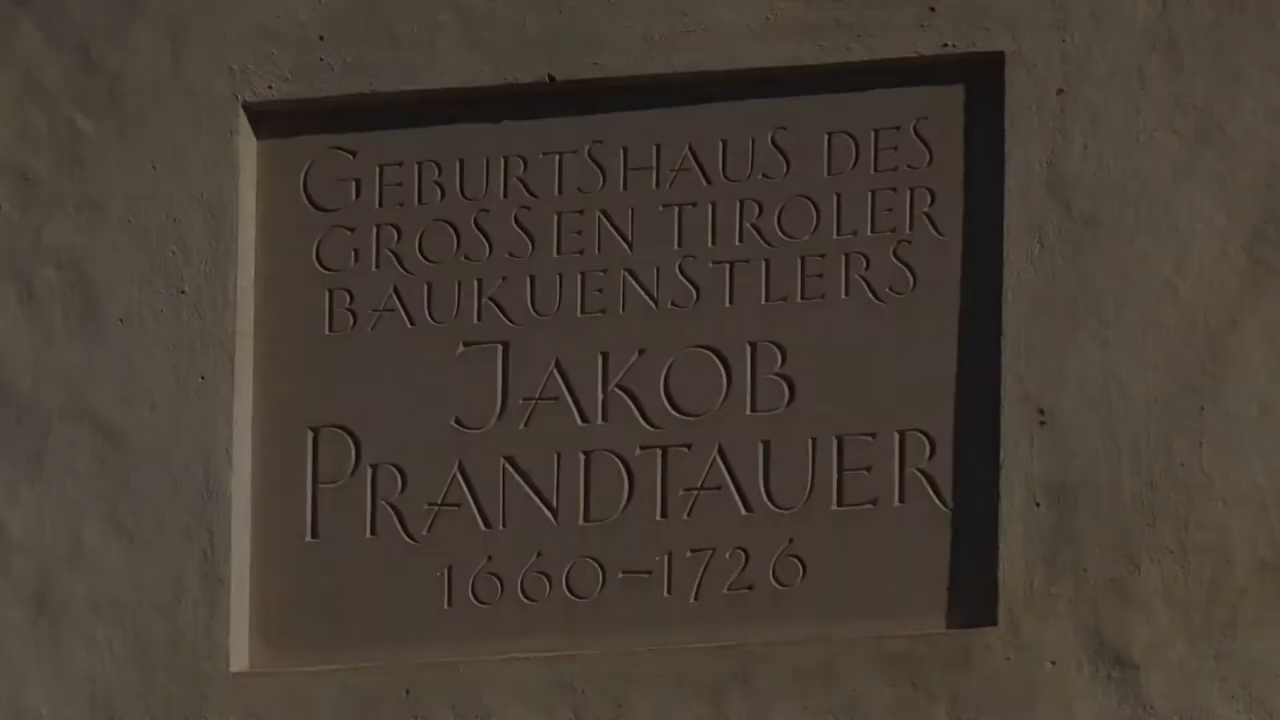 GEBURTSHAUS DES
GROSSEN TIROLER
BAUKUENSTLERS
JAKOB
PRANDTAUER
1660-1726